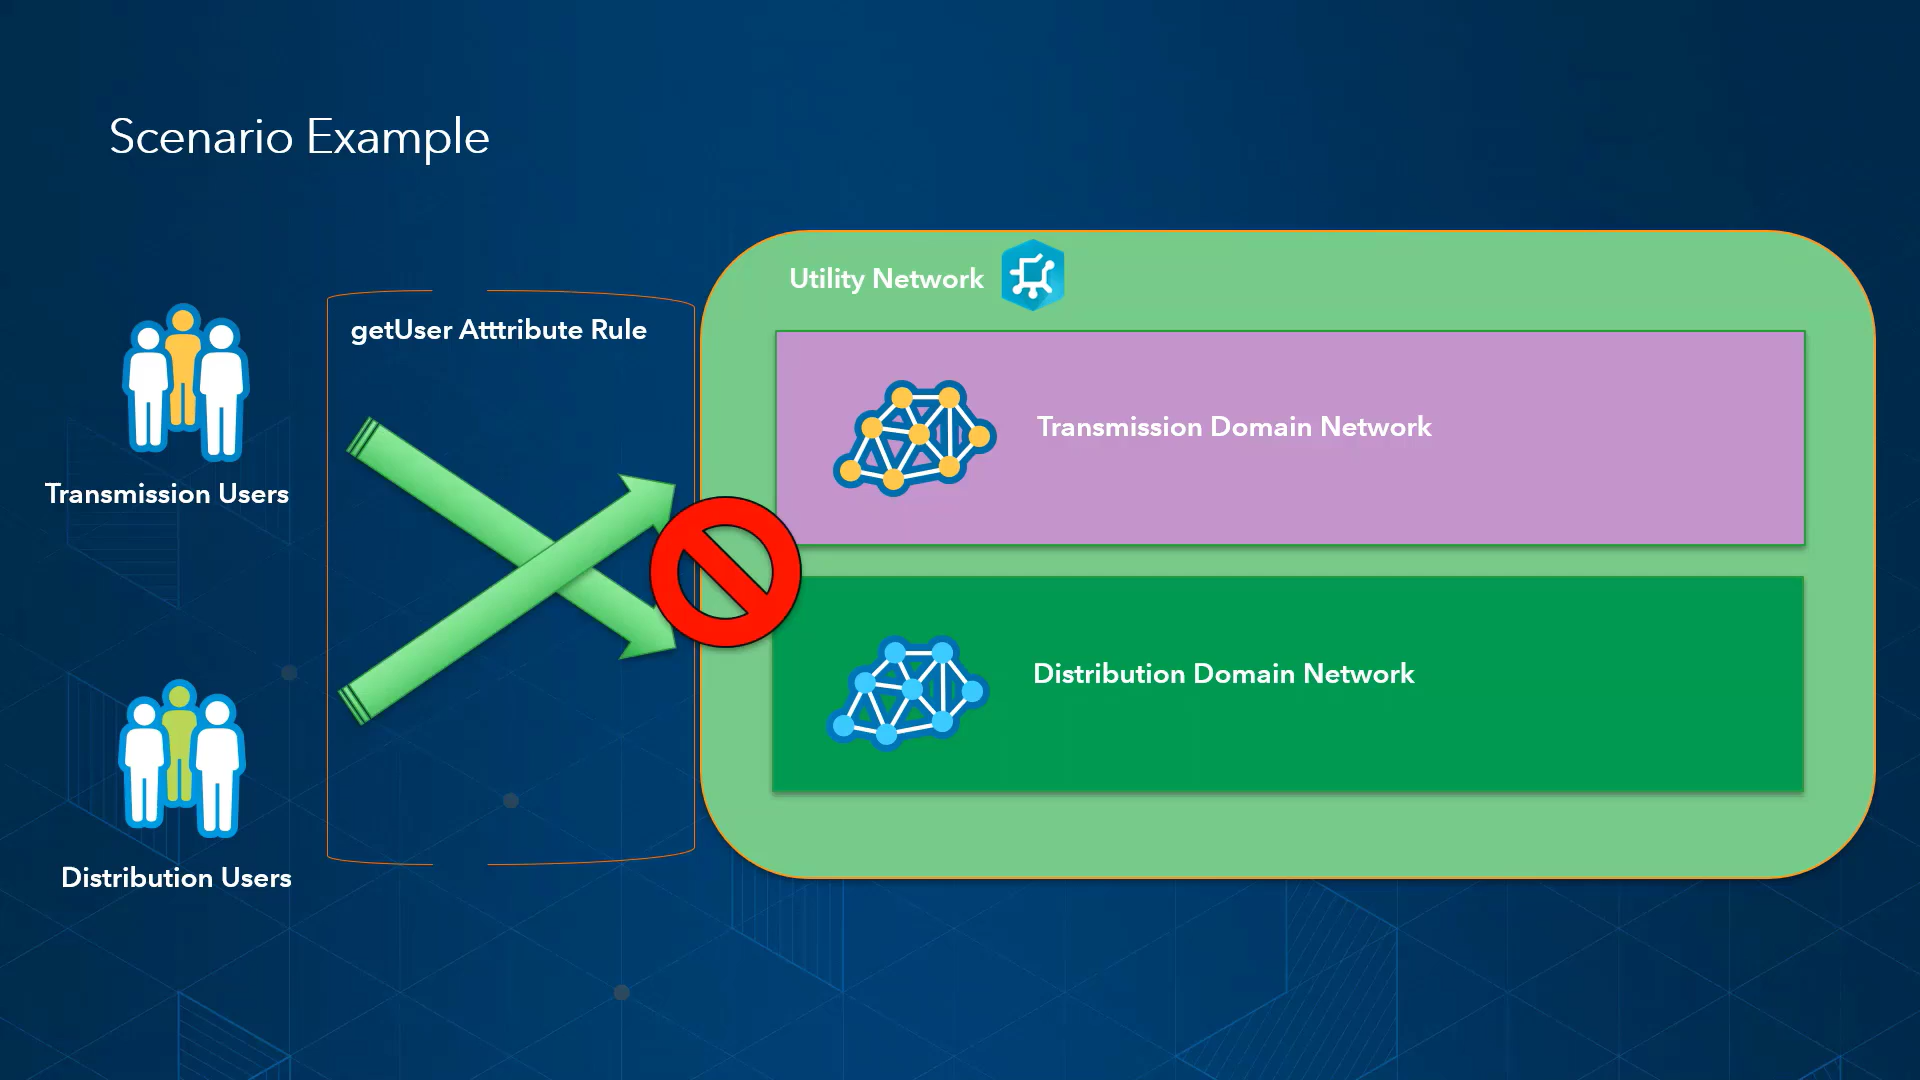 Scenario Example
Utility Network
getUser Atttribute Rule
Transmission Domain Network
Transmission Users
Distribution Domain Network
Distribution Users